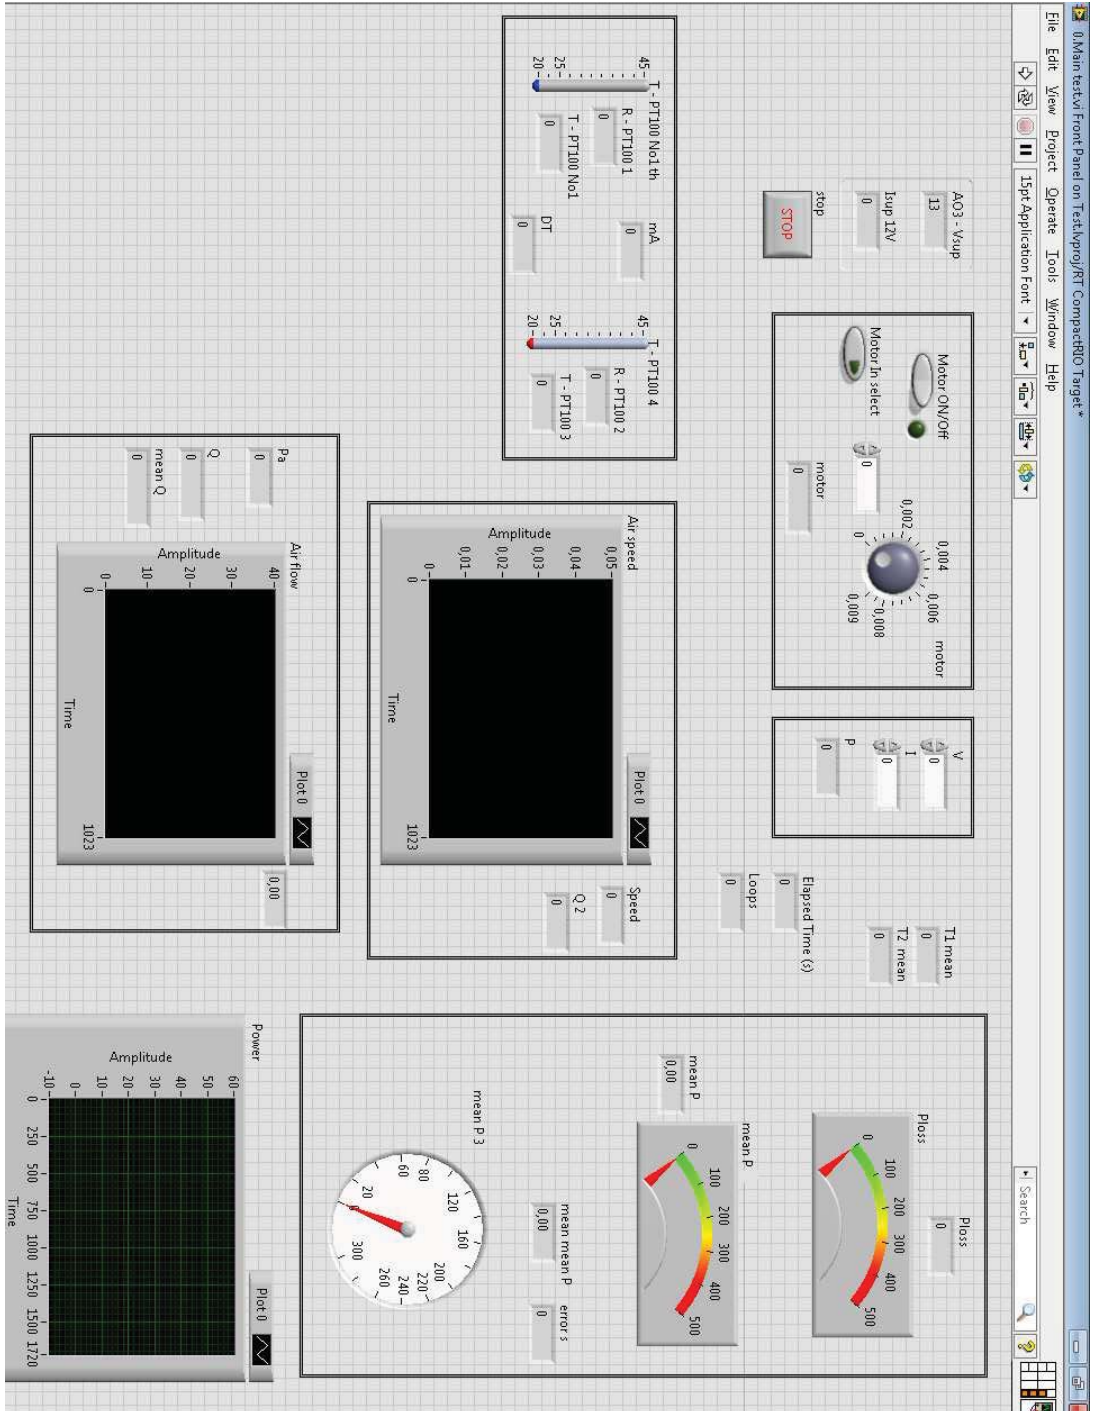 0.Main test.vi Front Panel on Test.lvproj/RT CompactRIO Target *
File Edit View Project Operate Tools Window Help
15pt Application Font
Search
AO3 - Vsup
13
Isup 12V
0
stop
STOP
Motor ON/Off
Motor In select
0
motor
0
motor
0
0,002
0,004
0,006
0,008
0,009
V
0
I
0
P
0
T1 mean
0
T2 mean
0
Elapsed Time (s)
0
Loops
0
T - PT100 No1 th
45
25
20
R - PT100 1
0
T - PT100 No1
0
mA
0
DT
0
T - PT100 4
45
25
20
R - PT100 2
0
T - PT100 3
0
Air speed
Plot 0
Amplitude
0,05
0,04
0,03
0,02
0,01
0
0 1023
Time
Speed
0
Q 2
0
Pa
0
Q
0
mean Q
0
Air flow
Plot 0
Amplitude
40
30
20
10
0
0 1023
Time
0,00
Ploss
0
Ploss
0 100 200 300 400 500
mean P
0,00
mean P
0 100 200 300 400 500
mean mean P
0,00
error s
0
mean P 3
0 20 60 80 120 160 200 220 240 260 300
Power
Plot 0
Amplitude
60
50
40
30
20
10
0
-10
0 250 500 750 1000 1250 1500 1720
Time